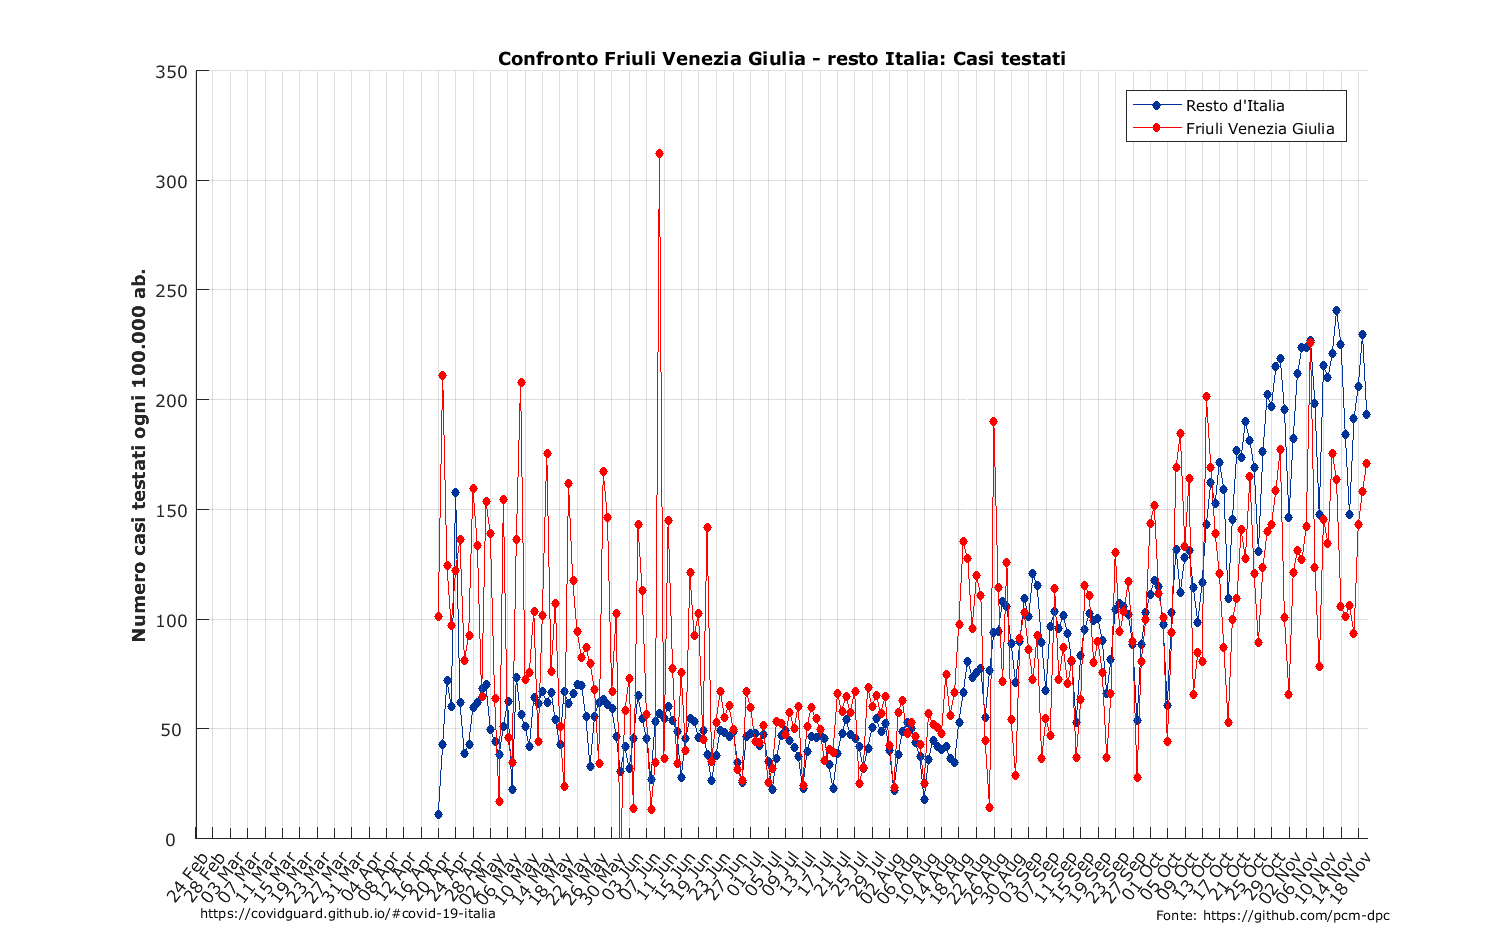 Confronto Friuli Venezia Giulia - resto Italia: Casi testati
Resto d'Italia
Friuli Venezia Giulia
Numero casi testati ogni 100.000 ab.
350
300
250
200
150
100
50
0
24 Feb
28 Feb
03 Mar
07 Mar
11 Mar
15 Mar
19 Mar
23 Mar
27 Mar
31 Mar
04 Apr
08 Apr
12 Apr
16 Apr
20 Apr
24 Apr
28 Apr
02 May
06 May
10 May
14 May
18 May
22 May
26 May
30 May
03 Jun
07 Jun
11 Jun
15 Jun
19 Jun
23 Jun
27 Jun
01 Jul
05 Jul
09 Jul
13 Jul
17 Jul
21 Jul
25 Jul
29 Jul
02 Aug
06 Aug
10 Aug
14 Aug
18 Aug
22 Aug
26 Aug
30 Aug
03 Sep
07 Sep
11 Sep
15 Sep
19 Sep
23 Sep
27 Sep
01 Oct
05 Oct
09 Oct
13 Oct
17 Oct
21 Oct
25 Oct
29 Oct
02 Nov
06 Nov
10 Nov
14 Nov
18 Nov
https://covidguard.github.io/#covid-19-italia
Fonte: https://github.com/pcm-dpc